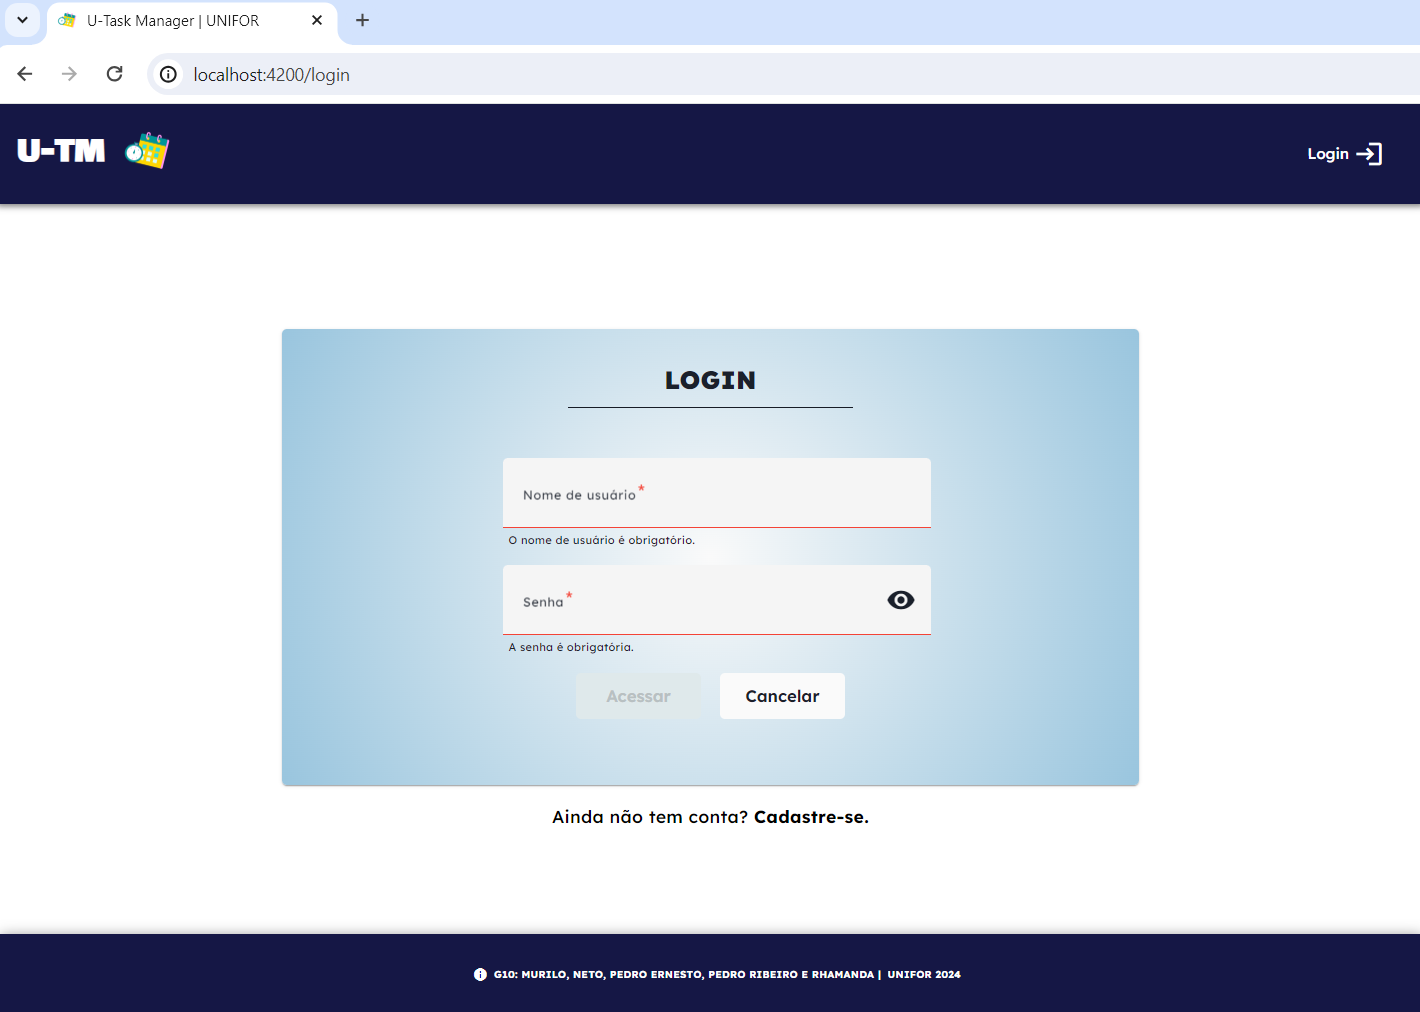 U-Task Manager | UNIFOR
localhost:4200/login
U-TM
Login
LOGIN
Nome de usuário*
O nome de usuário é obrigatório.
Senha*
A senha é obrigatória.
Acessar
Cancelar
Ainda não tem conta? Cadastre-se.
G10: MURILO, NETO, PEDRO ERNESTO, PEDRO RIBEIRO E RHAMANDA | UNIFOR 2024